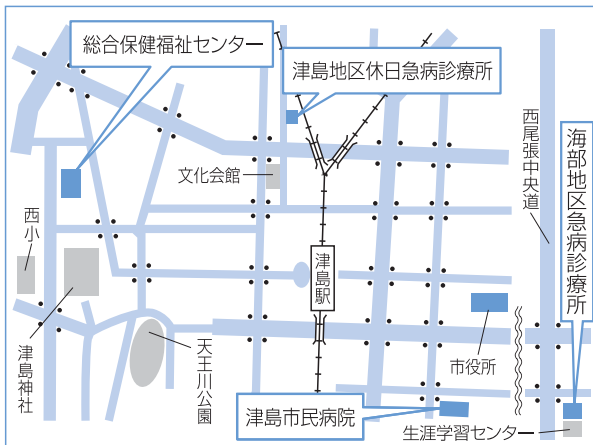 総合保健福祉センター
津島地区休日急病診療所
西尾張中央道
海部地区急病診療所
文化会館
西小
津島駅
津島神社
天王川公園
市役所
津島市民病院
生涯学習センター